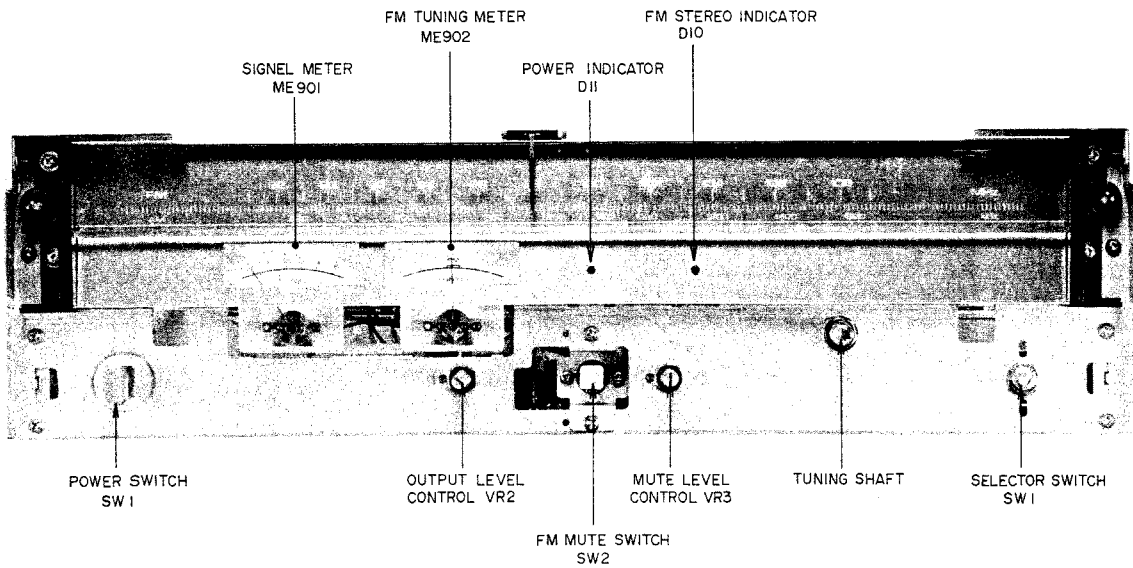 FM TUNING METER
ME902
FM STEREO INDICATOR
D10
SIGNEL METER
ME901
POWER INDICATOR
D11
POWER SWITCH
SW1
OUTPUT LEVEL
CONTROL VR2
MUTE LEVEL
CONTROL VR3
TUNING SHAFT
SELECTOR SWITCH
SW1
FM MUTE SWITCH
SW2